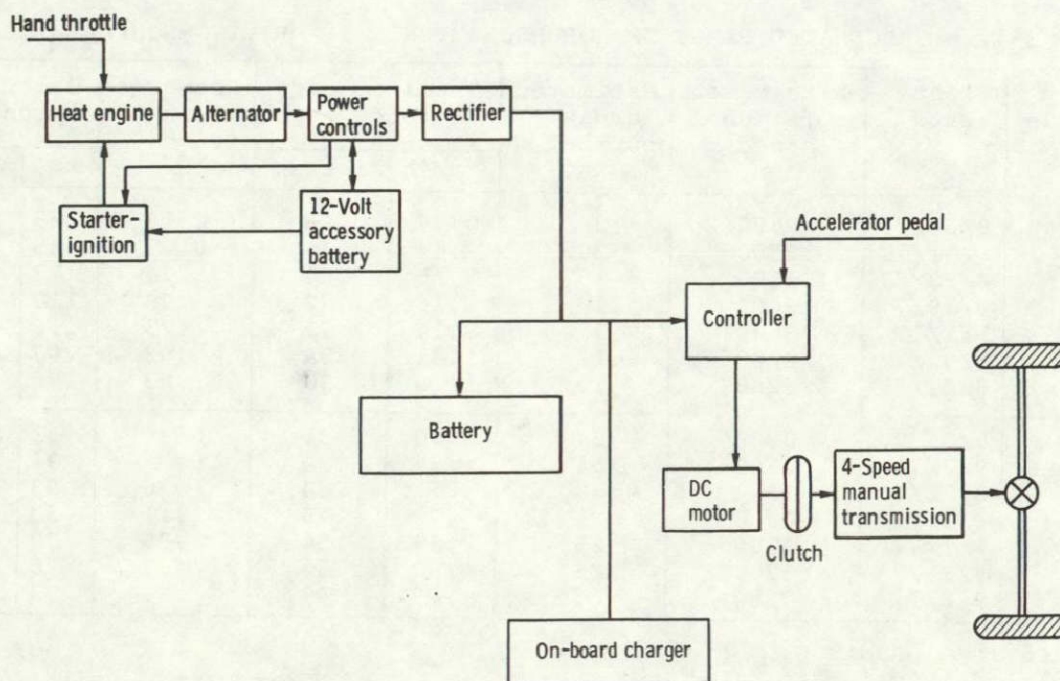 Hand throttle
Heat engine
Alternator
Power
controls
Rectifier
Starter-
ignition
12-Volt
accessory
battery
Accelerator pedal
Controller
Battery
DC
motor
Clutch
4-Speed
manual
transmission
On-board charger